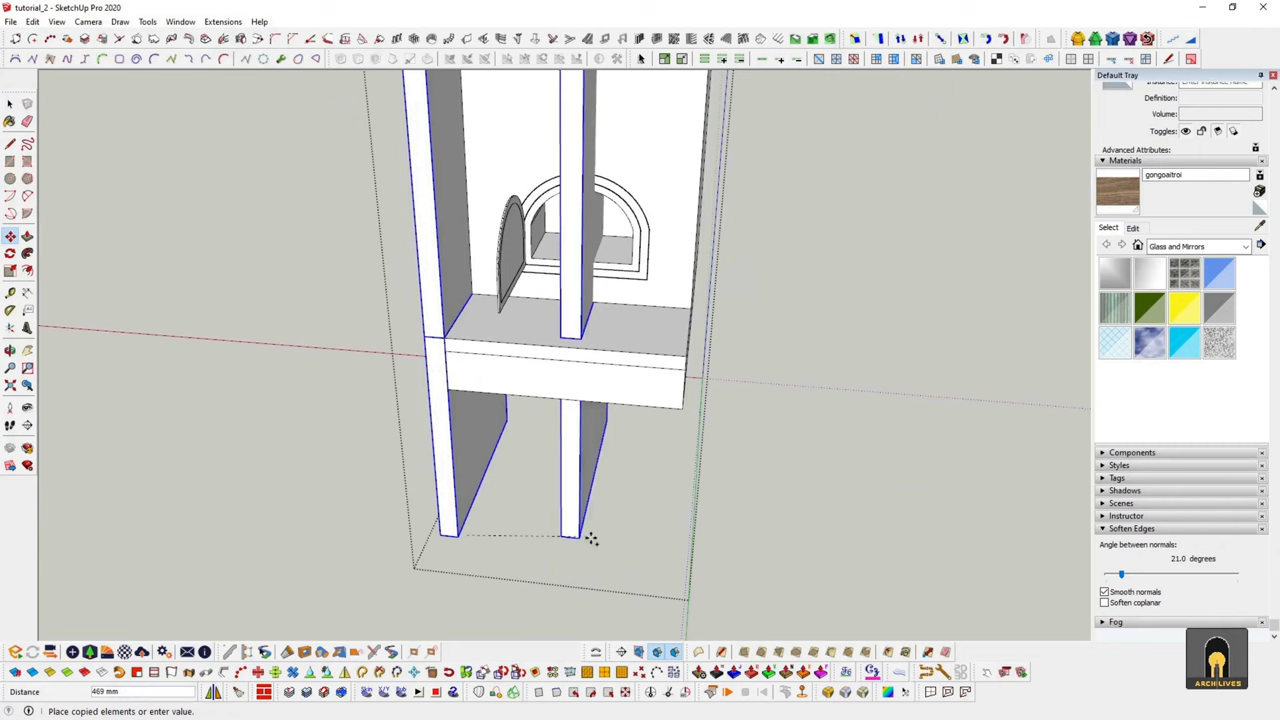 tutorial_2 - SketchUp Pro 2020
File Edit View Camera Draw Tools Window Extensions Help
Default Tray
Definition:
Volume:
Toggles:
Advanced Attributes:
Materials
gongoaitroi
Select Edit
Glass and Mirrors
Components
Styles
Tags
Shadows
Scenes
Instructor
Soften Edges
Angle between normals:
21.0 degrees
Smooth normals
Soften coplanar
Fog
ARCHLIVES
Distance 469 mm
Place copied elements or enter value.